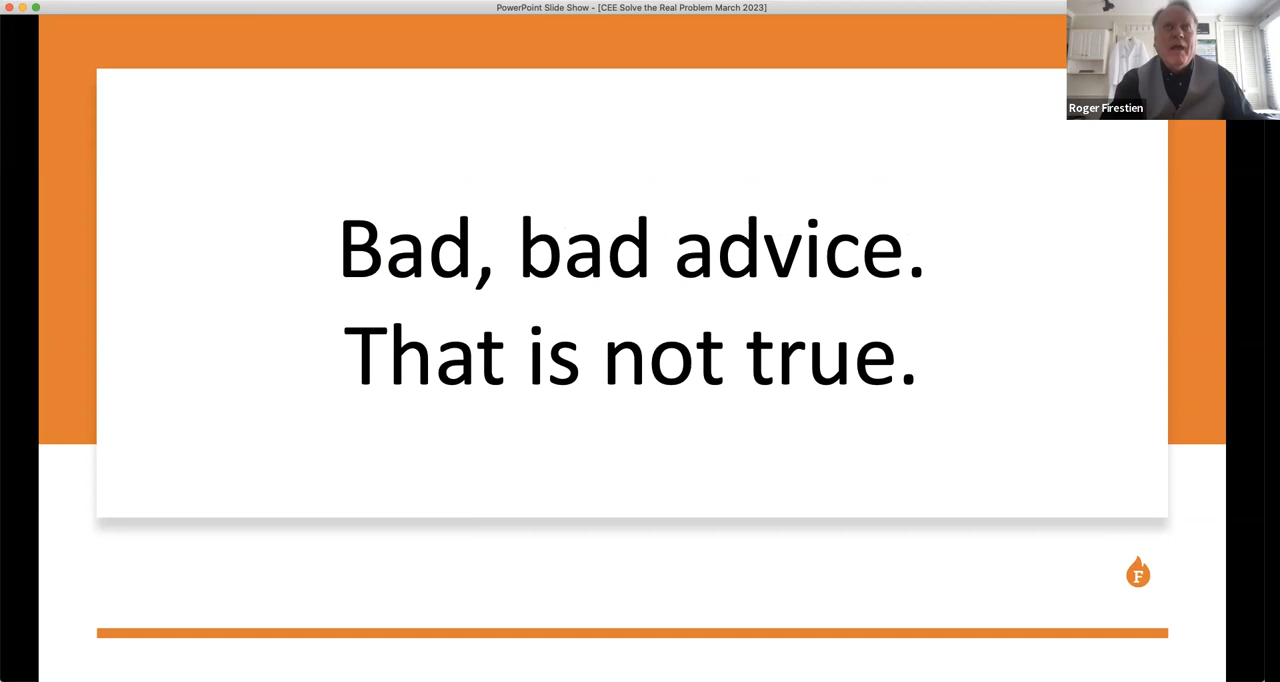 PowerPoint Slide Show - [CEE Solve the Real Problem March 2023]
Roger Firestien
Bad, bad advice.
That is not true.
F